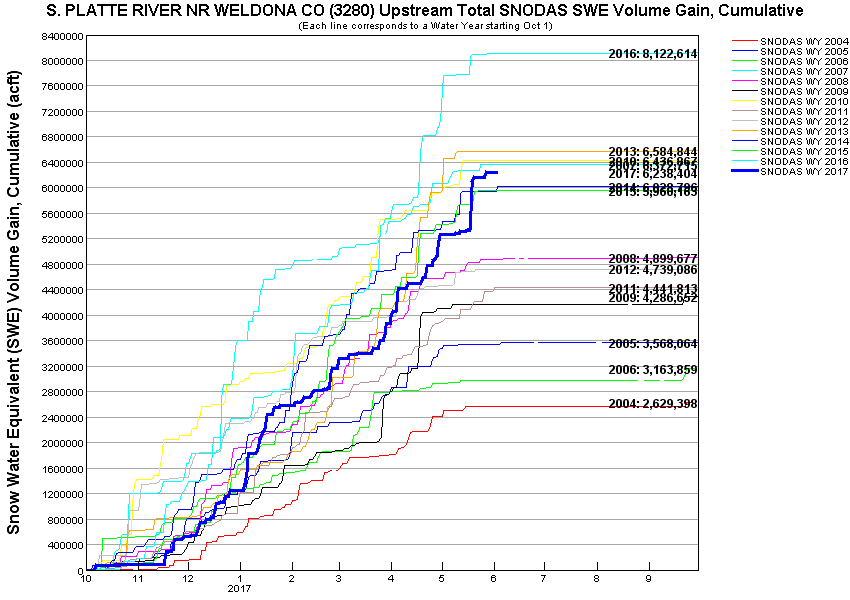 S. PLATTE RIVER NR WELDONA CO (3280) Upstream Total SNODAS SWE Volume Gain, Cumulative
(Each line corresponds to a Water Year starting Oct 1)
Snow Water Equivalent (SWE) Volume Gain, Cumulative (acft)
8400000
8000000
7600000
7200000
6800000
6400000
6000000
5600000
5200000
4800000
4400000
4000000
3600000
3200000
2800000
2400000
2000000
1600000
1200000
800000
400000
0
10 11 12 1 2 3 4 5 6 7 8 9
2017
2016: 8,122,614
2013: 6,584,844
2010: 6,436,967
2017: 6,238,404
2008: 4,899,677
2012: 4,739,086
2011: 4,441,813
2009: 4,286,652
2005: 3,568,064
2006: 3,163,859
2004: 2,629,398
SNODAS WY 2004
SNODAS WY 2005
SNODAS WY 2006
SNODAS WY 2007
SNODAS WY 2008
SNODAS WY 2009
SNODAS WY 2010
SNODAS WY 2011
SNODAS WY 2012
SNODAS WY 2013
SNODAS WY 2014
SNODAS WY 2015
SNODAS WY 2016
SNODAS WY 2017